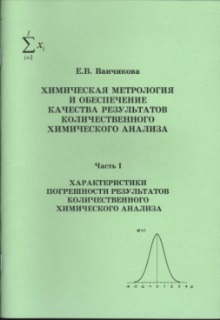 Е.В. Ванчикова
ХИМИЧЕСКАЯ МЕТРОЛОГИЯ
И ОБЕСПЕЧЕНИЕ
КАЧЕСТВА РЕЗУЛЬТАТОВ
КОЛИЧЕСТВЕННОГО
ХИМИЧЕСКОГО АНАЛИЗА
Часть I
ХАРАКТЕРИСТИКИ
ПОГРЕШНОСТИ РЕЗУЛЬТАТОВ
КОЛИЧЕСТВЕННОГО
ХИМИЧЕСКОГО АНАЛИЗА